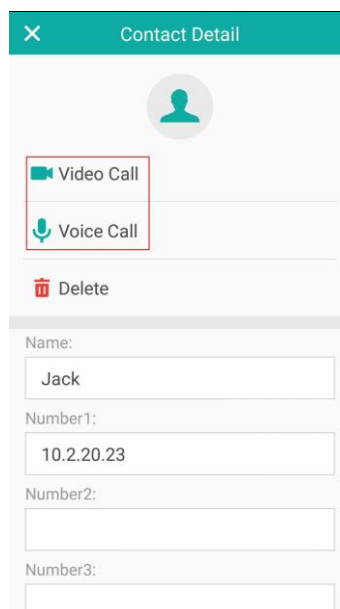 Contact Detail
Video Call
Voice Call
Delete
Name:
Jack
Number1:
10.2.20.23
Number2:
Number3: